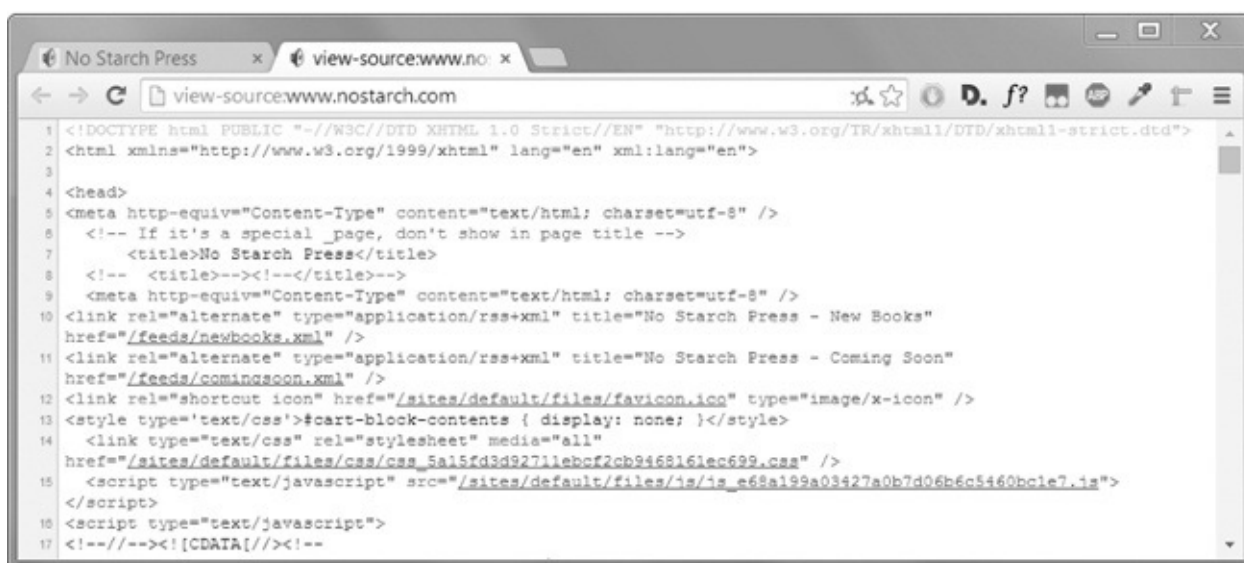 No Starch Press
view-source:www.no
view-source:www.nostarch.com
D. f?
ABP
1 <!DOCTYPE html PUBLIC "-//W3C//DTD XHTML 1.0 Strict//EN" "http://www.w3.org/TR/xhtml1/DTD/xhtml1-strict.dtd">
2 <html xmlns="http://www.w3.org/1999/xhtml" lang="en" xml:lang="en">
3
4 <head>
5 <meta http-equiv="Content-Type" content="text/html; charset=utf-8" />
6 <!-- If it's a special _page, don't show in page title -->
7 <title>No Starch Press</title>
8 <!-- <title>--><!--</title>-->
9 <meta http-equiv="Content-Type" content="text/html; charset=utf-8" />
10 <link rel="alternate" type="application/rss+xml" title="No Starch Press - New Books"
href="/feeds/newbooks.xml" />
11 <link rel="alternate" type="application/rss+xml" title="No Starch Press - Coming Soon"
href="/feeds/comingsoon.xml" />
12 <link rel="shortcut icon" href="/sites/default/files/favicon.ico" type="image/x-icon" />
13 <style type='text/css'>#cart-block-contents { display: none; }</style>
14 <link type="text/css" rel="stylesheet" media="all"
href="/sites/default/files/css/css_5a15fd3d92711ebcf2cb9468161ec699.css" />
15 <script type="text/javascript" src="/sites/default/files/js/js_e68a199a03427a0b7d06b6c5460bc1e7.js">
</script>
16 <script type="text/javascript">
17 <!--//--><![CDATA[//><!--